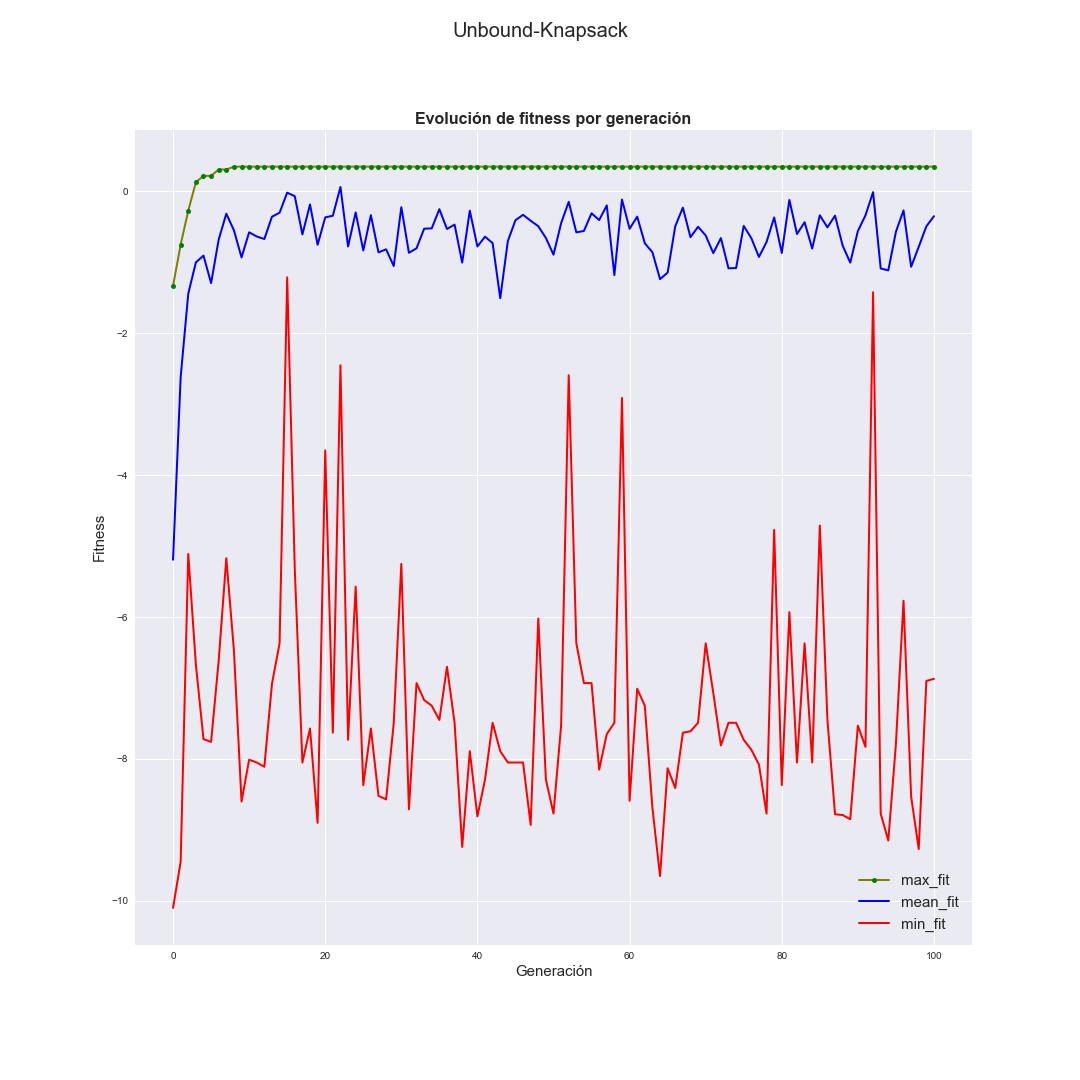 Unbound-Knapsack
Evolución de fitness por generación
0
−2
−4
−6
−8
−10
Fitness
0 20 40 60 80 100
Generación
max_fit
mean_fit
min_fit